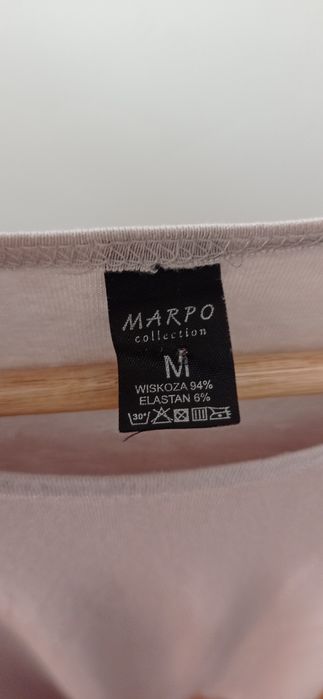 MARPO
collection
M
WISKOZA 94%
ELASTAN 6%
30°